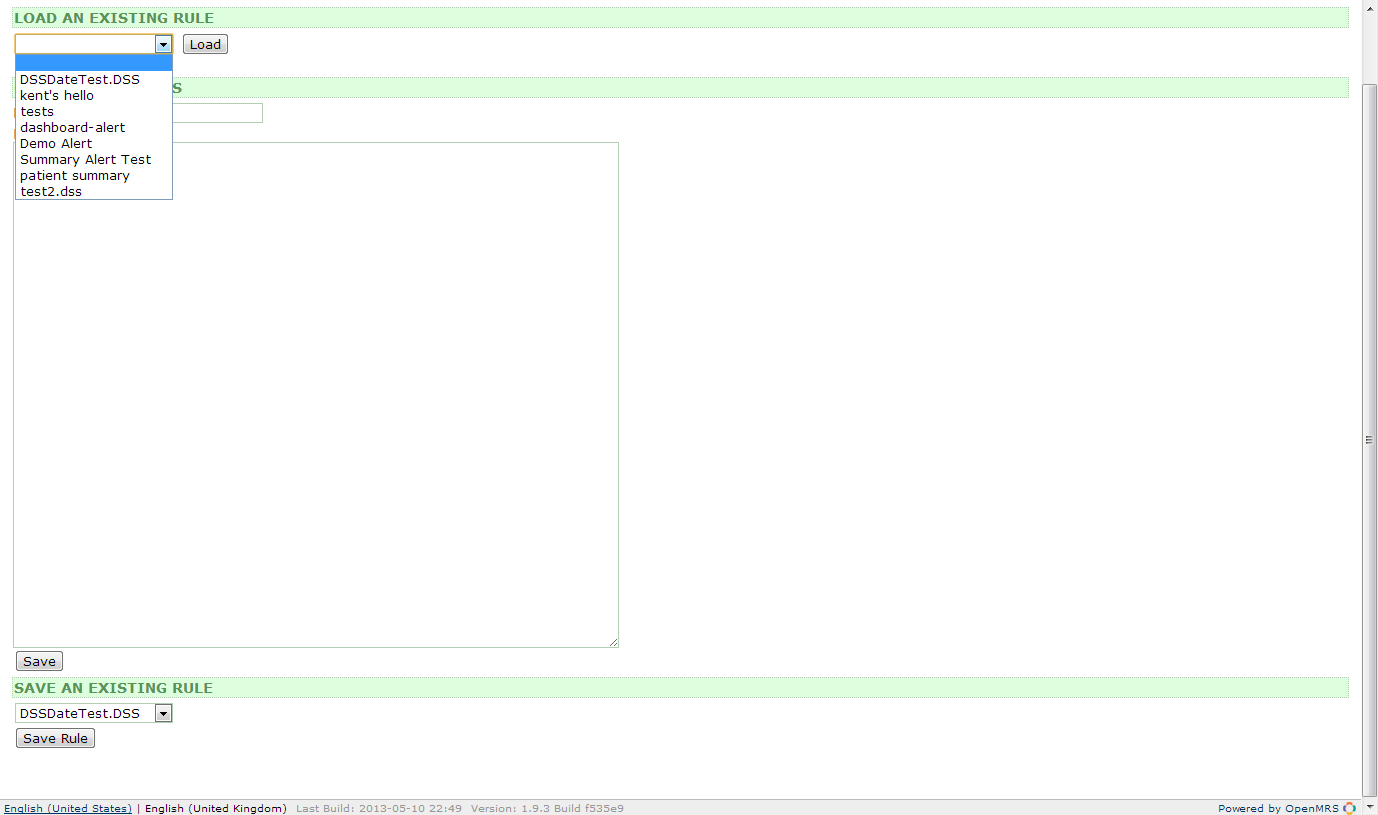 LOAD AN EXISTING RULE
Load
DSSDateTest.DSS
S
kent's hello
tests
dashboard-alert
Demo Alert
Summary Alert Test
patient summary
test2.dss
Save
SAVE AN EXISTING RULE
DSSDateTest.DSS
Save Rule
English (United States) | English (United Kingdom) Last Build: 2013-05-10 22:49 Version: 1.9.3 Build f535e9 Powered by OpenMRS